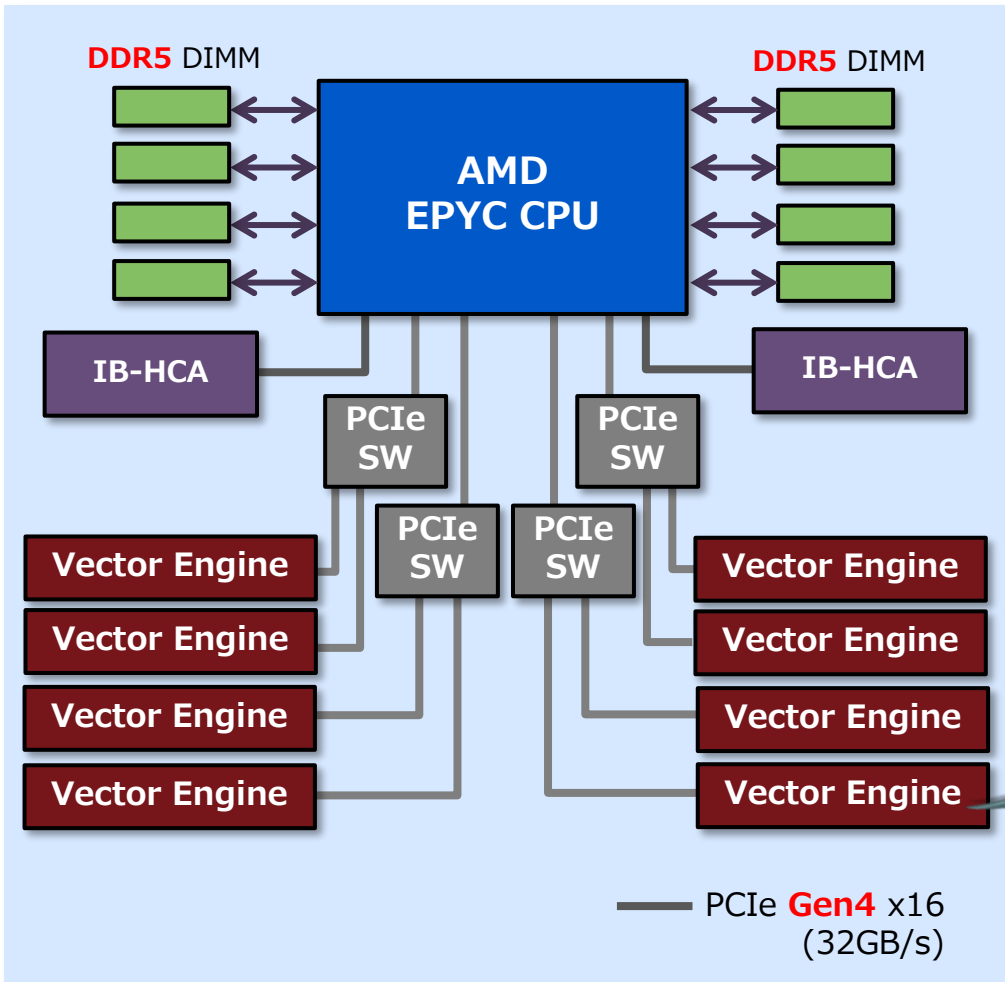 DDR5 DIMM
DDR5 DIMM
AMD
EPYC CPU
IB-HCA
IB-HCA
PCIe
SW
PCIe
SW
PCIe
SW
PCIe
SW
Vector Engine
Vector Engine
Vector Engine
Vector Engine
Vector Engine
Vector Engine
Vector Engine
Vector Engine
PCIe Gen4 x16
(32GB/s)